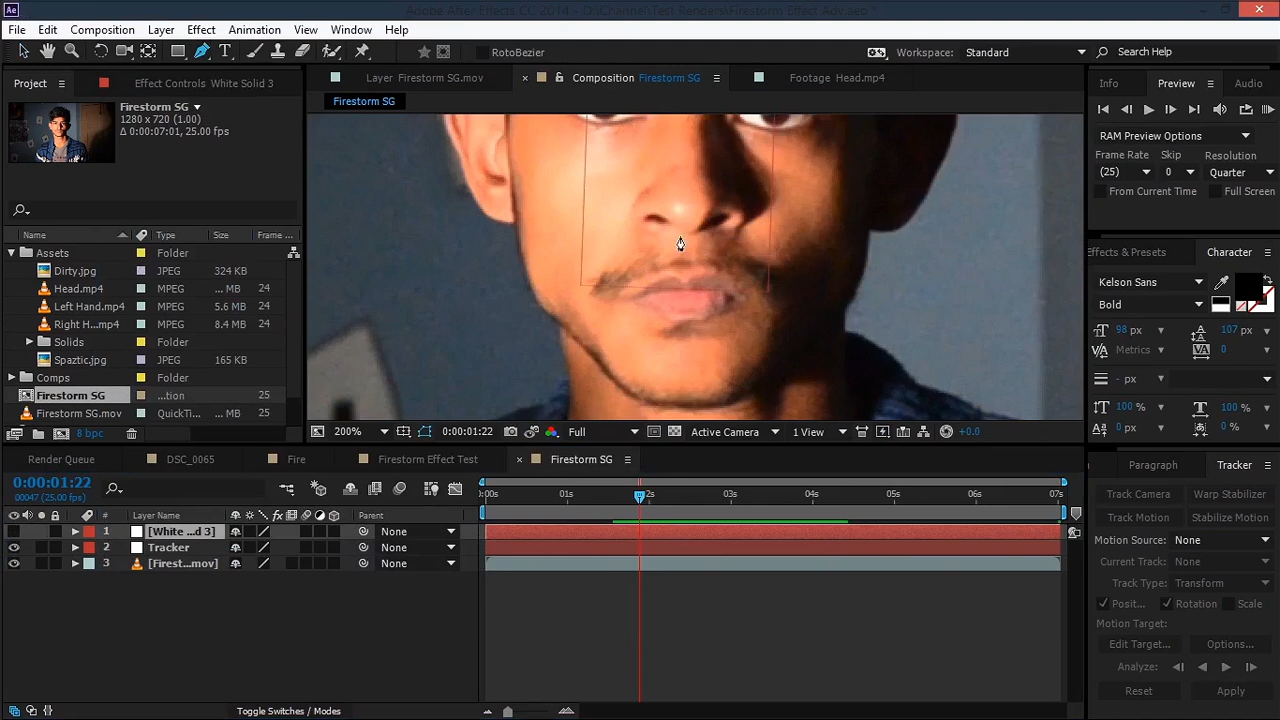 Ae Adobe After Effects CC 2014 - D:\Channel\Test Renders\Firestorm Effect Adv.aep *
File Edit Composition Layer Effect Animation View Window Help
RotoBezier Workspace: Standard Search Help
Project Effect Controls White Solid 3 Layer Firestorm SG.mov Composition Firestorm SG Footage Head.mp4 Info Preview Audio
Firestorm SG
1280 x 720 (1.00)
Δ 0:00:07:01, 25.00 fps
Firestorm SG
RAM Preview Options
Frame Rate Skip Resolution
(25) 0 Quarter
From Current Time Full Screen
Name Type Size Frame...
Assets Folder
Dirty.jpg JPEG 324 KB
Head.mp4 MPEG ... MB 24
Left Hand.mp4 MPEG 5.6 MB 24
Right H...mp4 MPEG 8.4 MB 24
Solids Folder
Spaztic.jpg JPEG 165 KB
Comps Folder
Firestorm SG ...tion 25
Firestorm SG.mov QuickTi... ... MB 25
8 bpc
200% 0:00:01:22 Full Active Camera 1 View +0.0
Effects & Presets Character
Kelson Sans
Bold
98 px 107 px
Metrics 0
- px
100 % 100 %
0 px 0 %
Render Queue DSC_0065 Fire Firestorm Effect Test Firestorm SG
0:00:01:22
00047 (25.00 fps)
:00s 01s 2s 03s 04s 05s 06s 07s
# Layer Name Parent
1 [White ...d 3] None
2 Tracker None
3 [Firest...mov] None
Toggle Switches / Modes
Paragraph Tracker
Track Camera Warp Stabilizer
Track Motion Stabilize Motion
Motion Source: None
Current Track: None
Track Type: Transform
Posit... Rotation Scale
Motion Target:
Edit Target... Options...
Analyze:
Reset Apply